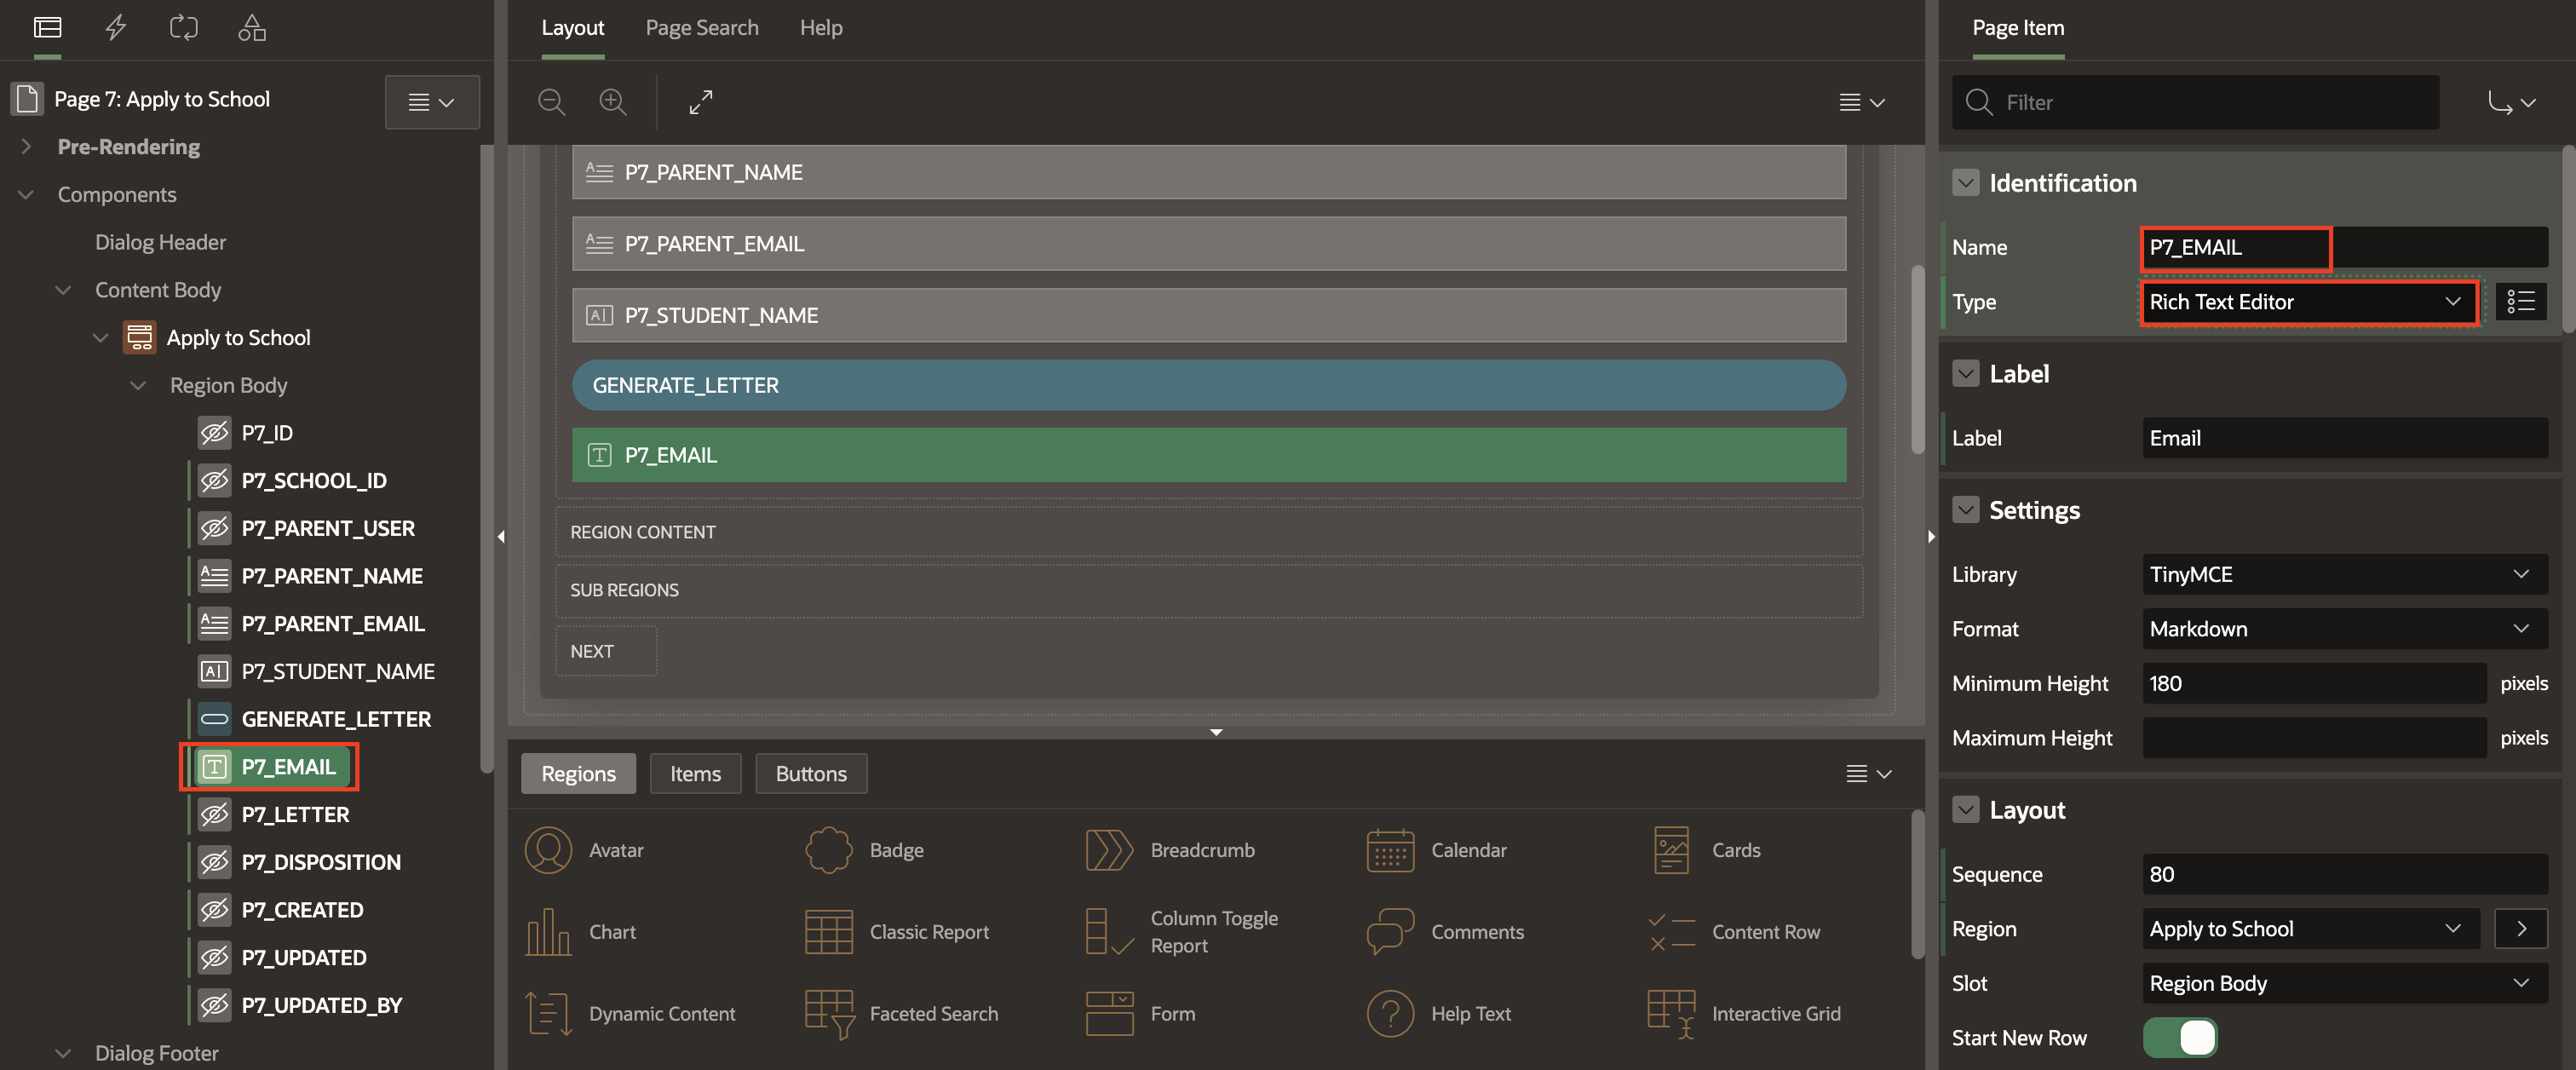 Page 7: Apply to School
Pre-Rendering
Components
Dialog Header
Content Body
Apply to School
Region Body
P7_ID
P7_SCHOOL_ID
P7_PARENT_USER
P7_PARENT_NAME
P7_PARENT_EMAIL
P7_STUDENT_NAME
GENERATE_LETTER
P7_EMAIL
P7_LETTER
P7_DISPOSITION
P7_CREATED
P7_UPDATED
P7_UPDATED_BY
Dialog Footer
Layout Page Search Help
P7_PARENT_NAME
P7_PARENT_EMAIL
P7_STUDENT_NAME
GENERATE_LETTER
P7_EMAIL
REGION CONTENT
SUB REGIONS
NEXT
Regions Items Buttons
Avatar Badge Breadcrumb Calendar Cards
Chart Classic Report Column Toggle Report Comments Content Row
Dynamic Content Faceted Search Form Help Text Interactive Grid
Page Item
Filter
Identification
Name P7_EMAIL
Type Rich Text Editor
Label
Label Email
Settings
Library TinyMCE
Format Markdown
Minimum Height 180 pixels
Maximum Height pixels
Layout
Sequence 80
Region Apply to School
Slot Region Body
Start New Row